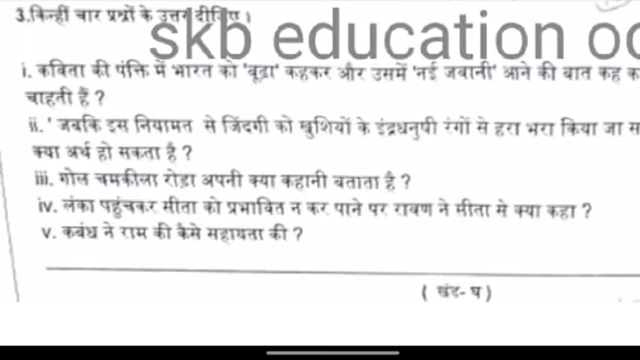 3.किन्हीं चार प्रश्नों के उत्तर दीजिए।
skb education
i. कविता की पंक्ति में भारत को 'बूढ़ा' कहकर और उसमें 'नई जवानी' आने की बात कह
चाहती हैं ?
ii. ' जबकि इस नियामत से जिंदगी को खुशियों के इंद्रधनुषी रंगों से हरा भरा किया जा
क्या अर्थ हो सकता है ?
iii. गोल चमकीला रोड़ा अपनी क्या कहानी बताता है ?
iv. लंका पहुंचकर सीता को प्रभावित न कर पाने पर रावण ने सीता से क्या कहा ?
v. कबंध ने राम की कैसे सहायता की ?
( खंड- घ )